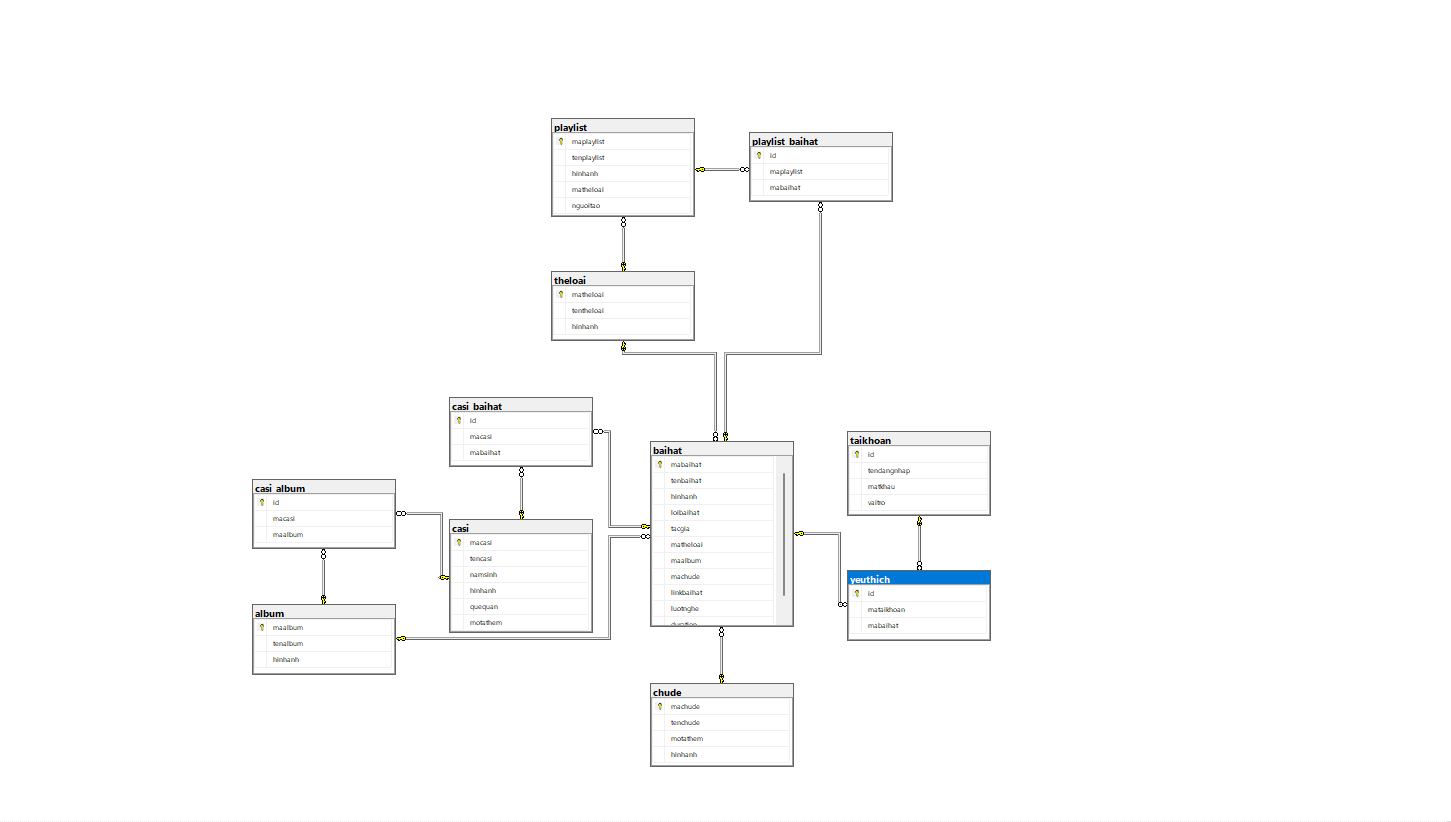 playlist
maplaylist
tenplaylist
hinhanh
matheloai
nguoitao
playlist_baihat
id
maplaylist
mabaihat
theloai
matheloai
tentheloai
hinhanh
casi_baihat
id
macasi
mabaihat
baihat
mabaihat
tenbaihat
hinhanh
loibaihat
tacgia
matheloai
maalbum
machude
linkbaihat
luotnghe
duration
taikhoan
id
tendangnhap
matkhau
vaitro
casi_album
id
macasi
maalbum
casi
macasi
tencasi
namsinh
hinhanh
quequan
motathem
yeuthich
id
mataikhoan
mabaihat
album
maalbum
tenalbum
hinhanh
chude
machude
tenchude
motathem
hinhanh